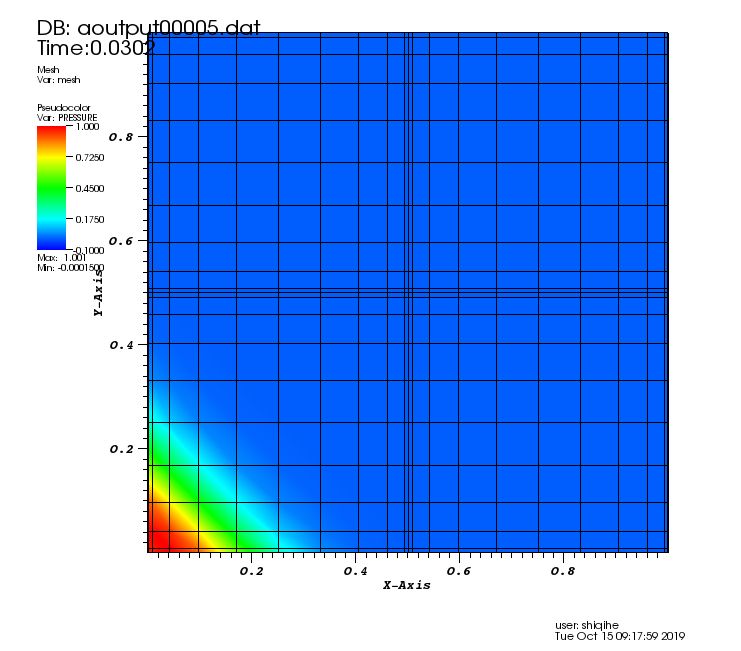 DB: aoutput00005.dat
Time:0.0302
Mesh
Var: mesh
Pseudocolor
Var: PRESSURE
1.000
0.7250
0.4500
0.1750
-0.1000
Max: 1.001
Min: -0.0001500
0.8
0.6
Y-Axis
0.4
0.2
0.2 0.4 0.6 0.8
X-Axis
user: shiqihe
Tue Oct 15 09:17:59 2019